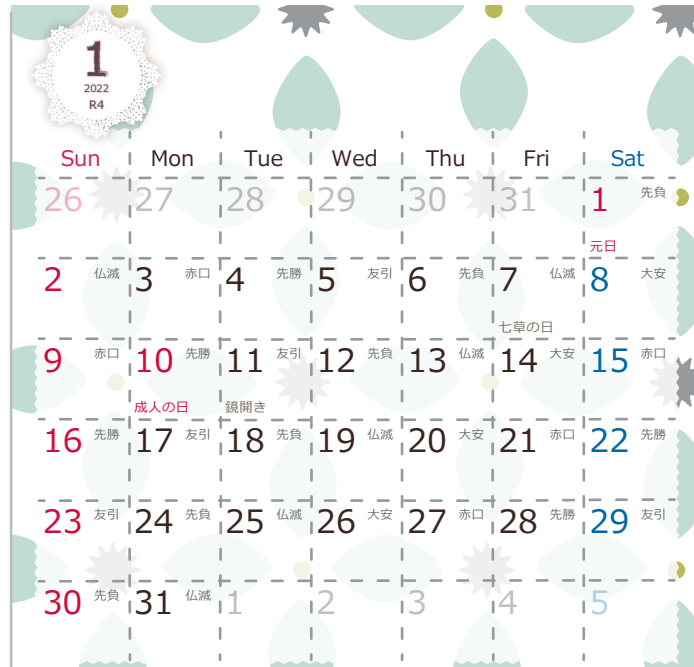 1
2022
R4
Sun Mon Tue Wed Thu Fri Sat
26 27 28 29 30 31 1 先負
元日
2 仏滅 3 赤口 4 先勝 5 友引 6 先負 7 仏滅 8 大安
七草の日
9 赤口 10 先勝 11 友引 12 先負 13 仏滅 14 大安 15 赤口
成人の日 鏡開き
16 先勝 17 友引 18 先負 19 仏滅 20 大安 21 赤口 22 先勝
23 友引 24 先負 25 仏滅 26 大安 27 赤口 28 先勝 29 友引
30 先負 31 仏滅 1 2 3 4 5